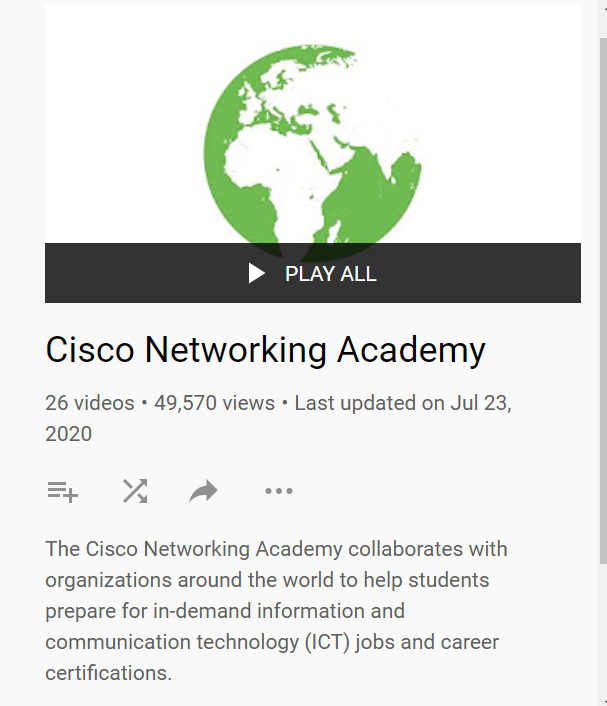 PLAY ALL
Cisco Networking Academy
26 videos • 49,570 views • Last updated on Jul 23,
2020
The Cisco Networking Academy collaborates with
organizations around the world to help students
prepare for in-demand information and
communication technology (ICT) jobs and career
certifications.